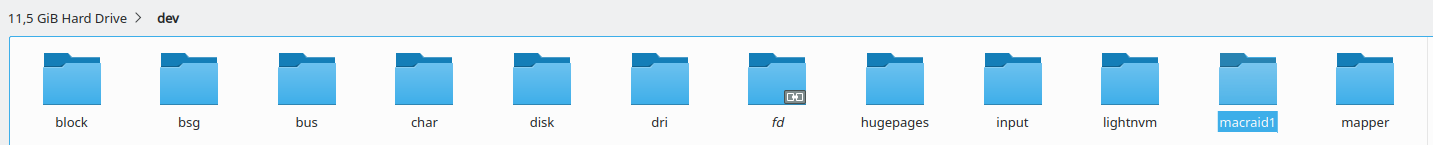 11,5 GiB Hard Drive > dev
block bsg bus char disk dri fd hugepages input lightnvm macraid1 mapper